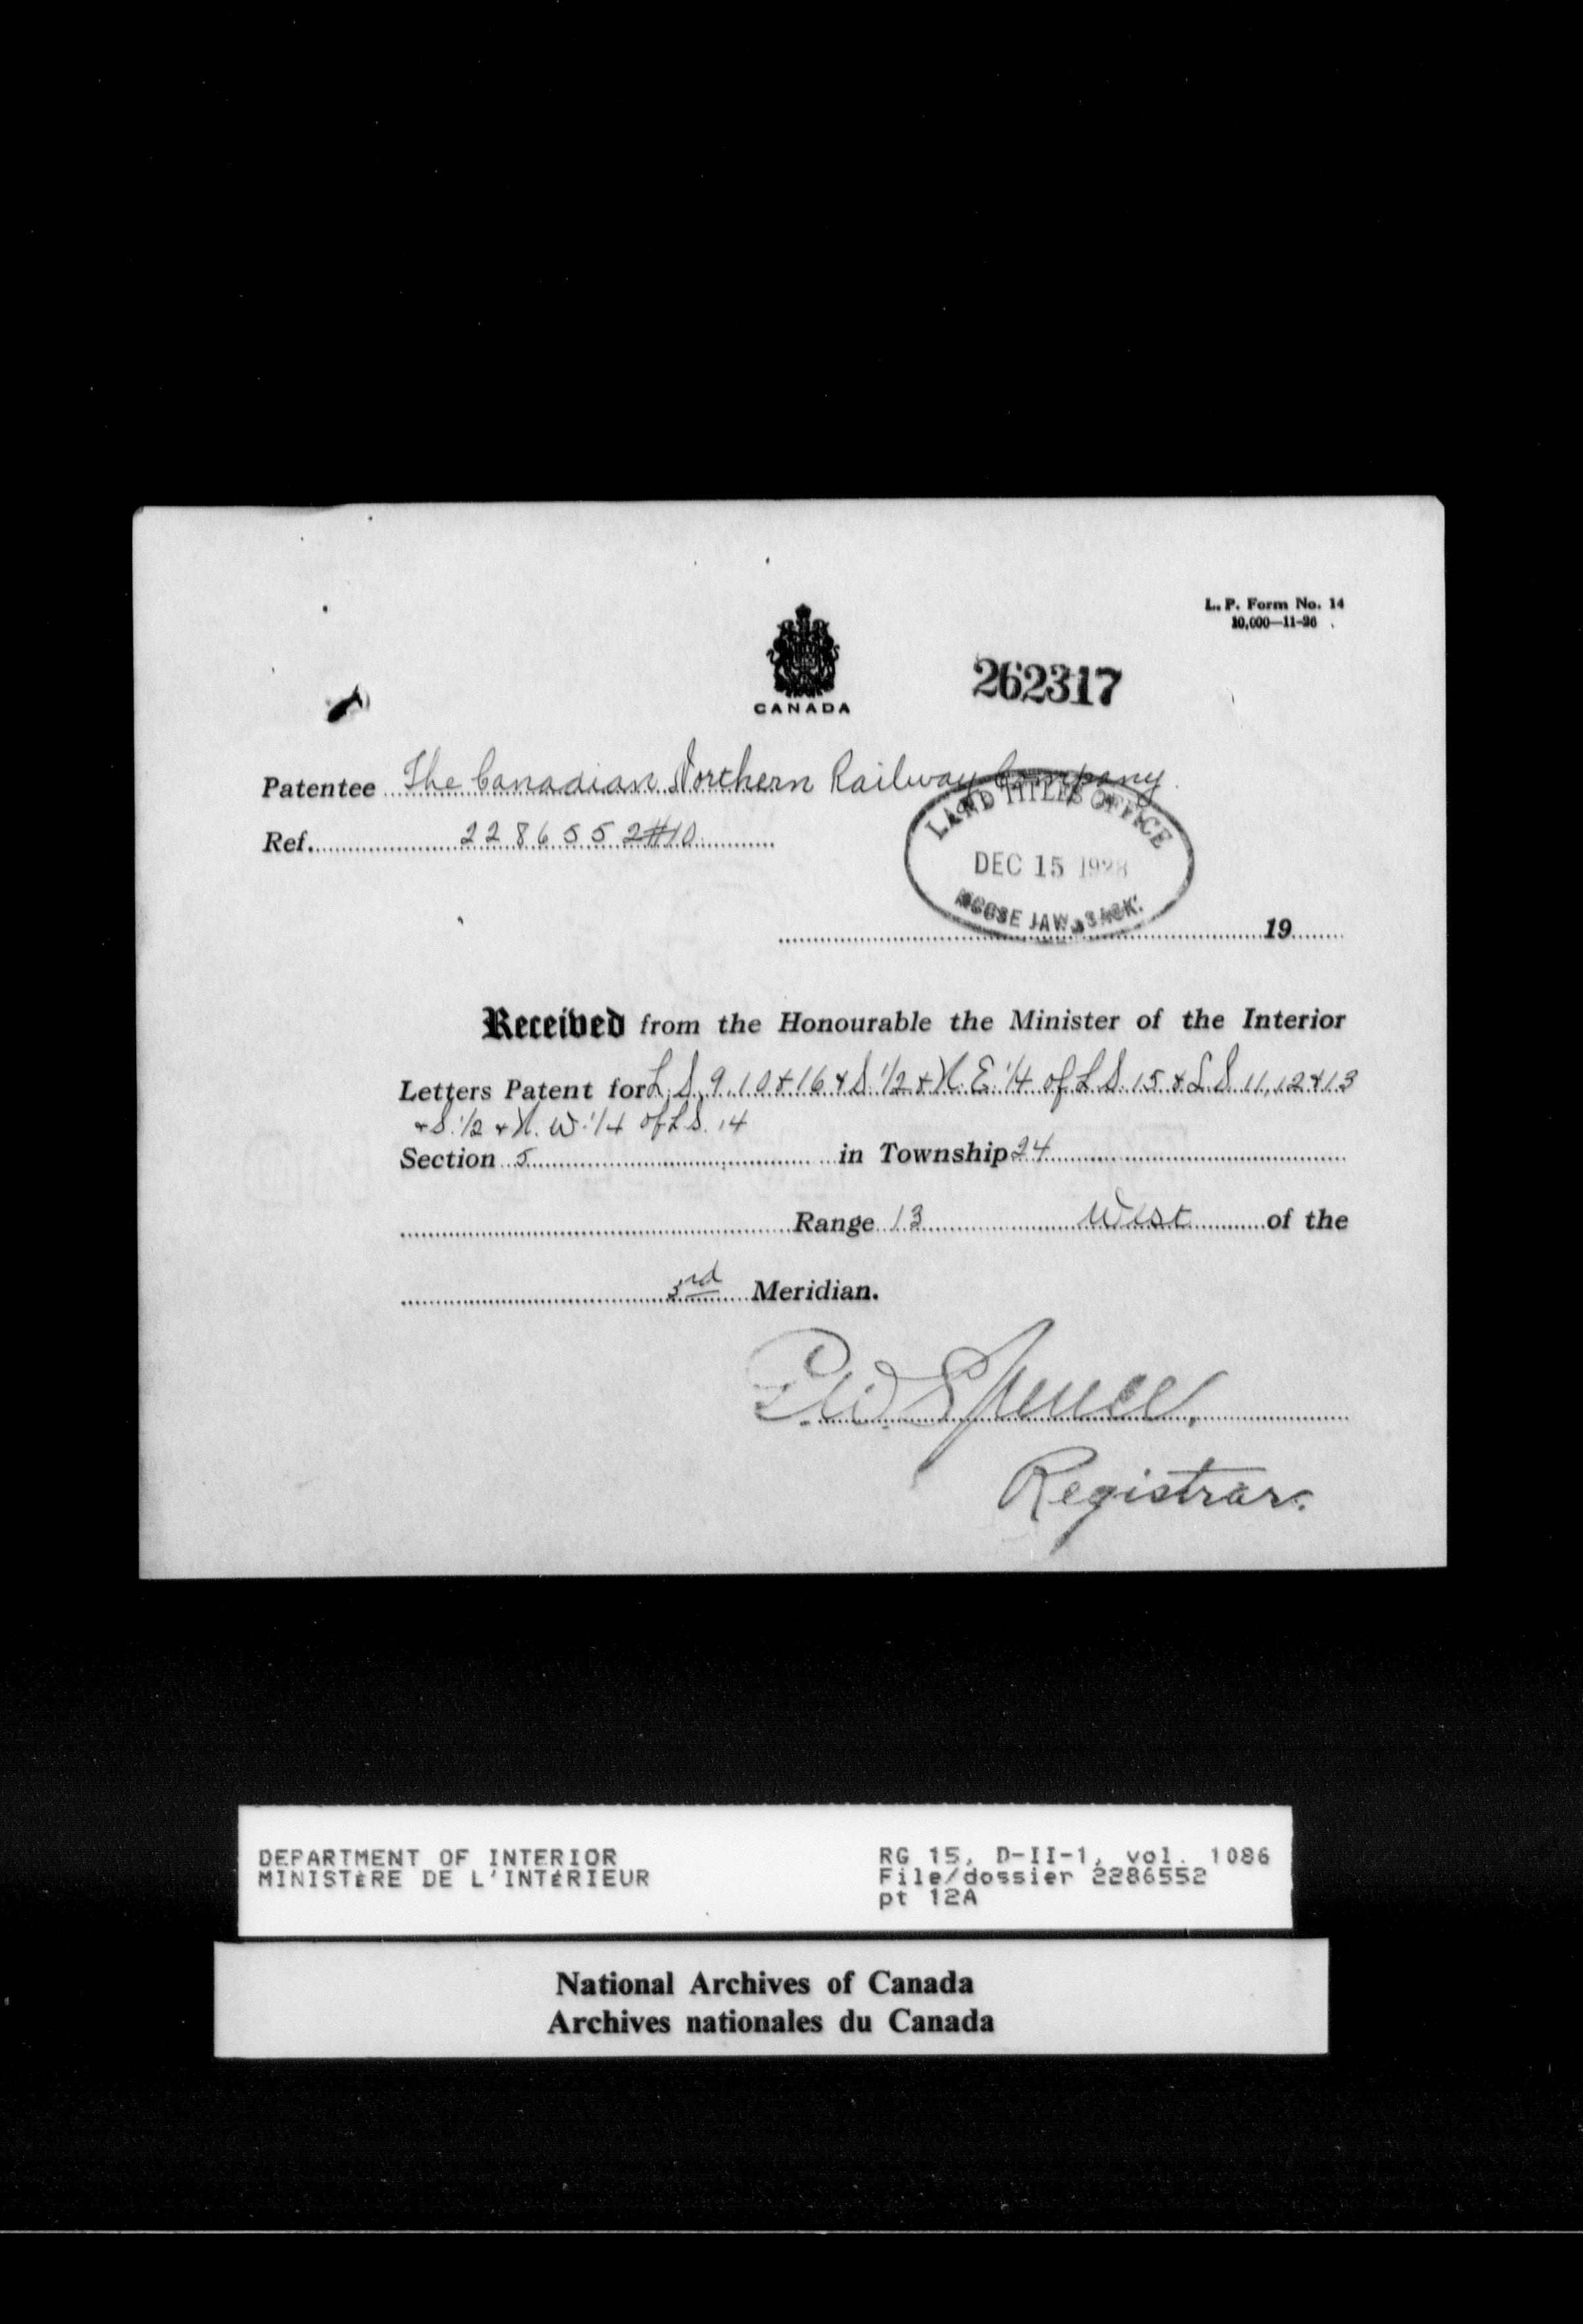 L. P. Form No. 14
10,000—11-26
CANADA
262317
Patentee The Canadian Northern Railway Company
Ref. 2286552 #10
LAND TITLES OFFICE
DEC 15 1928
MOOSE JAW, SASK.
19
Received from the Honourable the Minister of the Interior
Letters Patent for L.S. 9.10 & 16 & S. 1/2 & N.E. 1/4 of L.S. 15 & L.S. 11, 12 & 13
& S. 1/2 & N.W. 1/4 of L.S. 14
Section 5 in Township 24
Range 13 West of the
3rd Meridian.
Spence
Registrar.
DEPARTMENT OF INTERIOR RG 15, D-II-1, vol. 1086
MINISTÈRE DE L'INTÉRIEUR File/dossier 2286552
pt 12A
National Archives of Canada
Archives nationales du Canada